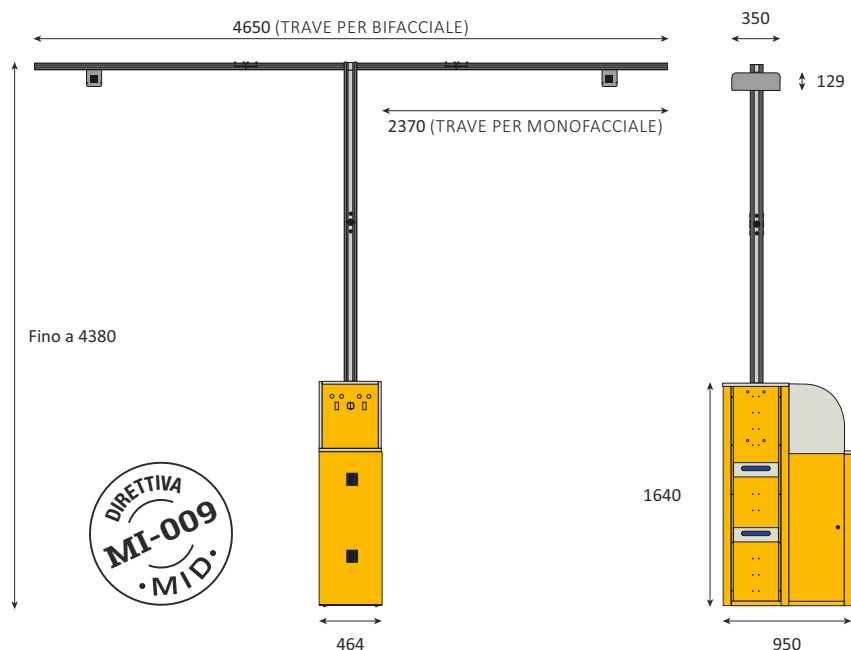 4650 (TRAVE PER BIFACCIALE)
350
129
2370 (TRAVE PER MONOFACCIALE)
Fino a 4380
DIRETTIVA
MI-009
• MID •
1640
464
950